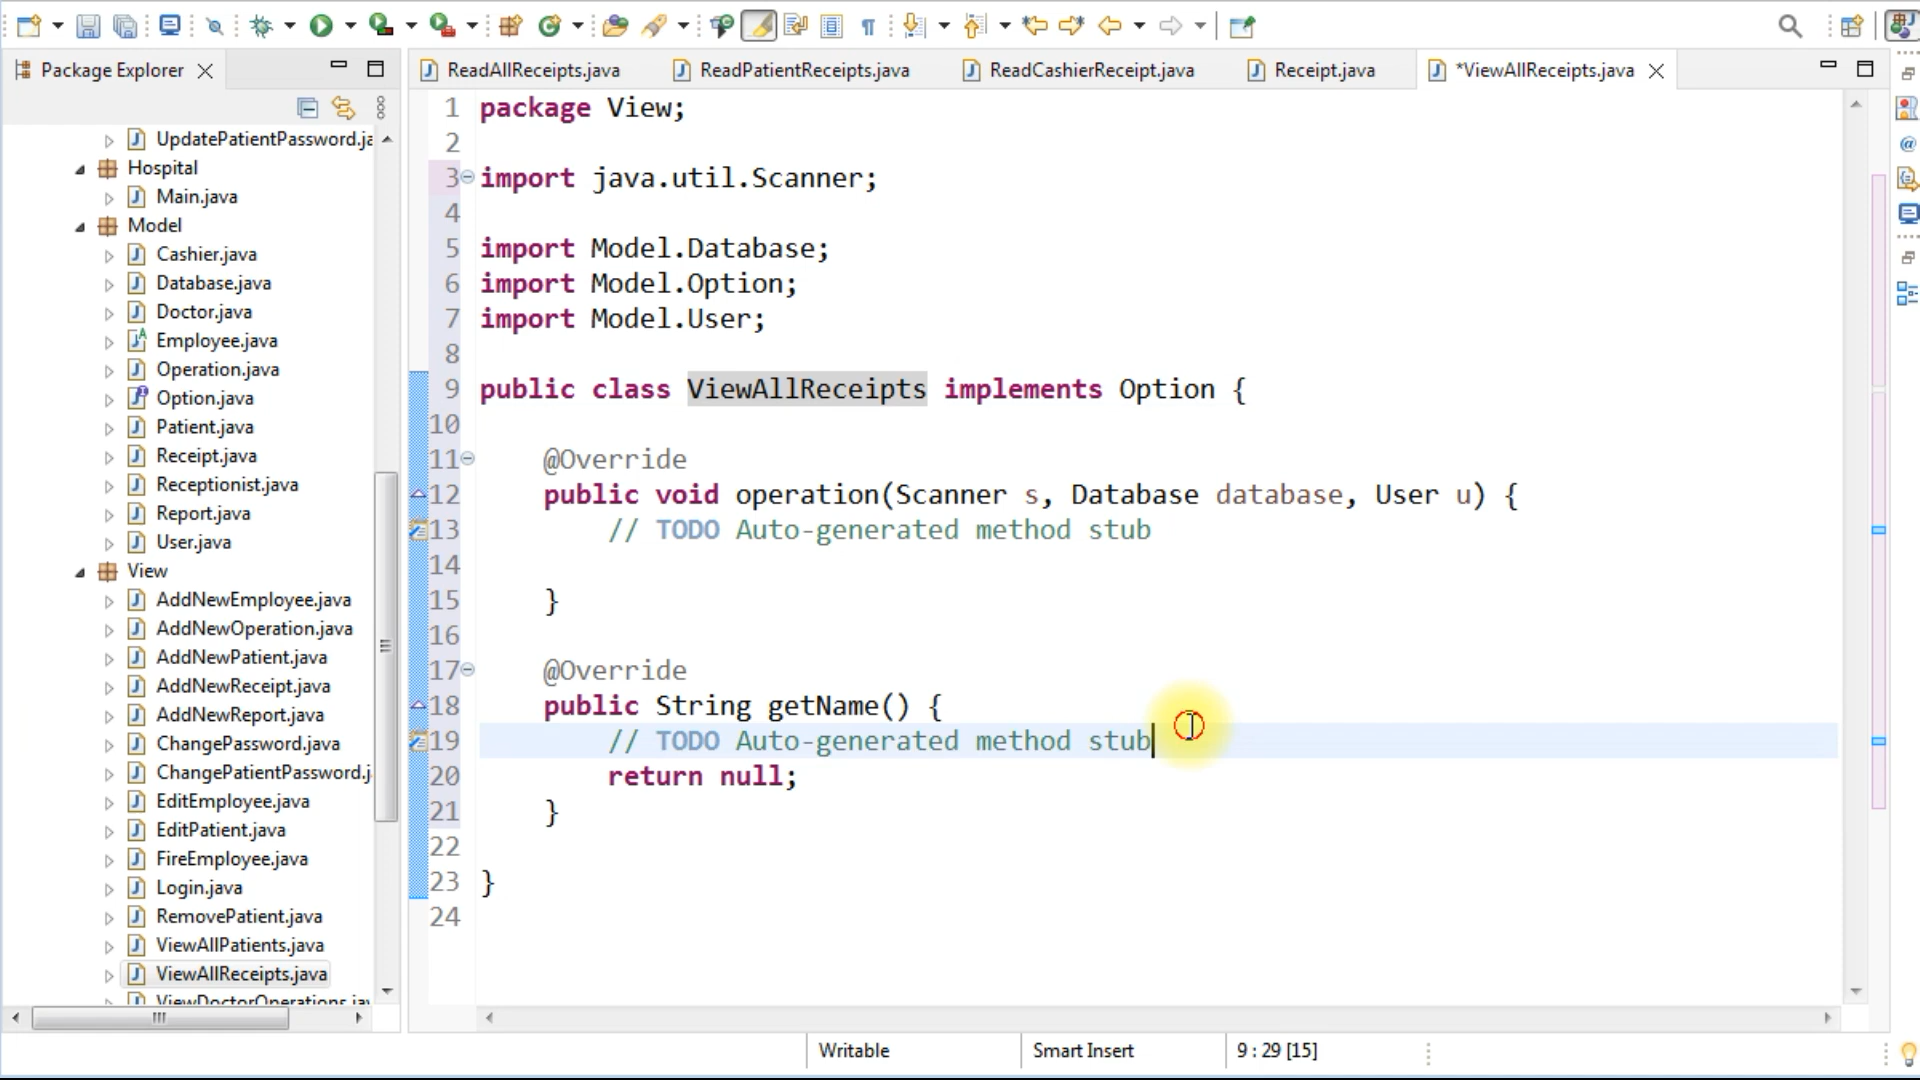 Package Explorer
UpdatePatientPassword.ja
Hospital
Main.java
Model
Cashier.java
Database.java
Doctor.java
Employee.java
Operation.java
Option.java
Patient.java
Receipt.java
Receptionist.java
Report.java
User.java
View
AddNewEmployee.java
AddNewOperation.java
AddNewPatient.java
AddNewReceipt.java
AddNewReport.java
ChangePassword.java
ChangePatientPassword.j
EditEmployee.java
EditPatient.java
FireEmployee.java
Login.java
RemovePatient.java
ViewAllPatients.java
ViewAllReceipts.java
ViewDoctorOperations.jav
ReadAllReceipts.java ReadPatientReceipts.java ReadCashierReceipt.java Receipt.java *ViewAllReceipts.java
1 package View;
2
3 import java.util.Scanner;
4
5 import Model.Database;
6 import Model.Option;
7 import Model.User;
8
9 public class ViewAllReceipts implements Option {
10
11 @Override
12 public void operation(Scanner s, Database database, User u) {
13 // TODO Auto-generated method stub
14
15 }
16
17 @Override
18 public String getName() {
19 // TODO Auto-generated method stub
20 return null;
21 }
22
23 }
24
Writable Smart Insert 9 : 29 [15]